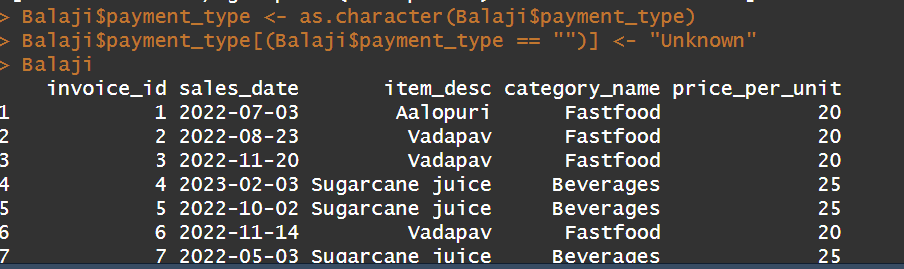 > Balaji$payment_type <- as.character(Balaji$payment_type)
> Balaji$payment_type[(Balaji$payment_type == "")] <- "Unknown"
> Balaji
invoice_id sales_date item_desc category_name price_per_unit
1 1 2022-07-03 Aalopuri Fastfood 20
2 2 2022-08-23 Vadapav Fastfood 20
3 3 2022-11-20 Vadapav Fastfood 20
4 4 2023-02-03 Sugarcane juice Beverages 25
5 5 2022-10-02 Sugarcane juice Beverages 25
6 6 2022-11-14 Vadapav Fastfood 20
7 7 2022-05-03 Sugarcane juice Beverages 25